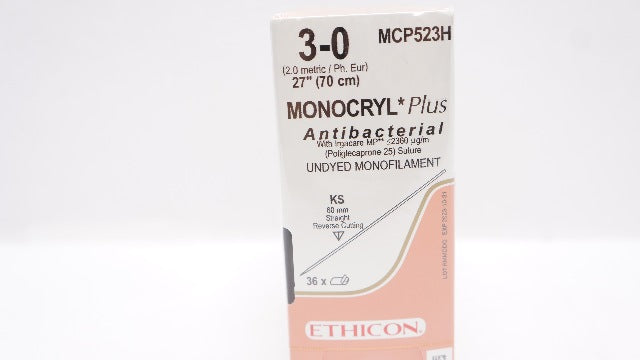 3-0
MCP523H
(2.0 metric / Ph. Eur)
27" (70 cm)
MONOCRYL* Plus
Antibacterial
With Irgacare MP** ≤2360 µg/m
(Poliglecaprone 25) Suture
UNDYED MONOFILAMENT
KS
60 mm
Straight
Reverse Cutting
36 x
ETHICON